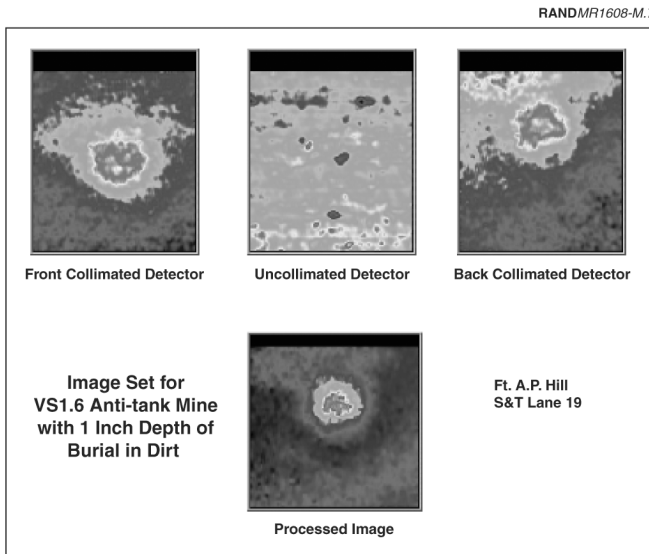 RANDMR1608-M.
Front Collimated Detector
Uncollimated Detector
Back Collimated Detector
Image Set for
VS1.6 Anti-tank Mine
with 1 Inch Depth of
Burial in Dirt
Ft. A.P. Hill
S&T Lane 19
Processed Image